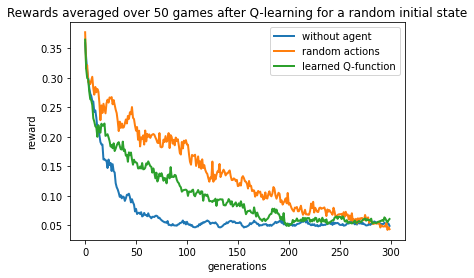 Rewards averaged over 50 games after Q-learning for a random initial state
without agent
random actions
learned Q-function
reward
0.35
0.30
0.25
0.20
0.15
0.10
0.05
0 50 100 150 200 250 300
generations